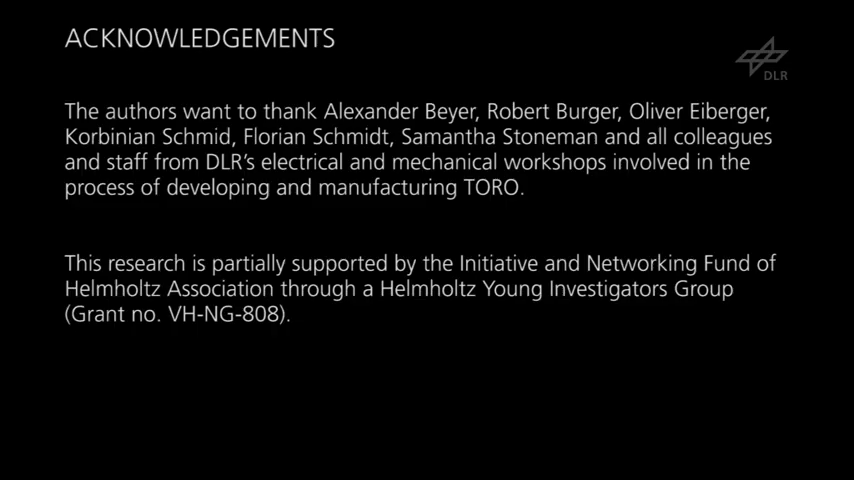 ACKNOWLEDGEMENTS
DLR
The authors want to thank Alexander Beyer, Robert Burger, Oliver Eiberger,
Korbinian Schmid, Florian Schmidt, Samantha Stoneman and all colleagues
and staff from DLR's electrical and mechanical workshops involved in the
process of developing and manufacturing TORO.
This research is partially supported by the Initiative and Networking Fund of
Helmholtz Association through a Helmholtz Young Investigators Group
(Grant no. VH-NG-808).